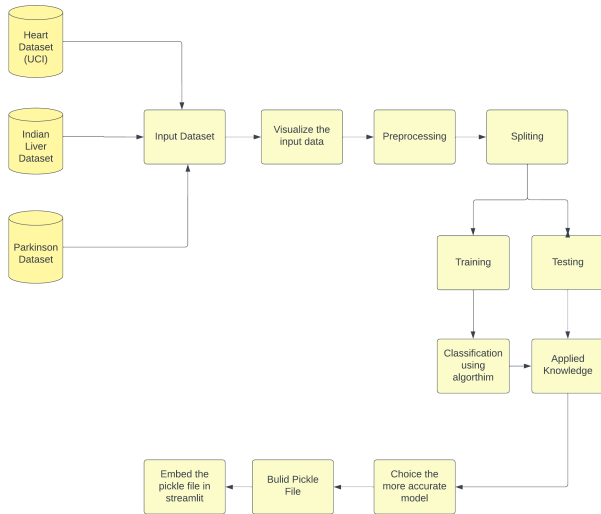 Heart
Dataset
(UCI)
Indian
Liver
Dataset
Input Dataset
Visualize the
input data
Preprocessing
Spliting
Parkinson
Dataset
Training
Testing
Classification
using
algorthim
Applied
Knowledge
Embed the
pickle file in
streamlit
Bulid Pickle
File
Choice the
more accurate
model